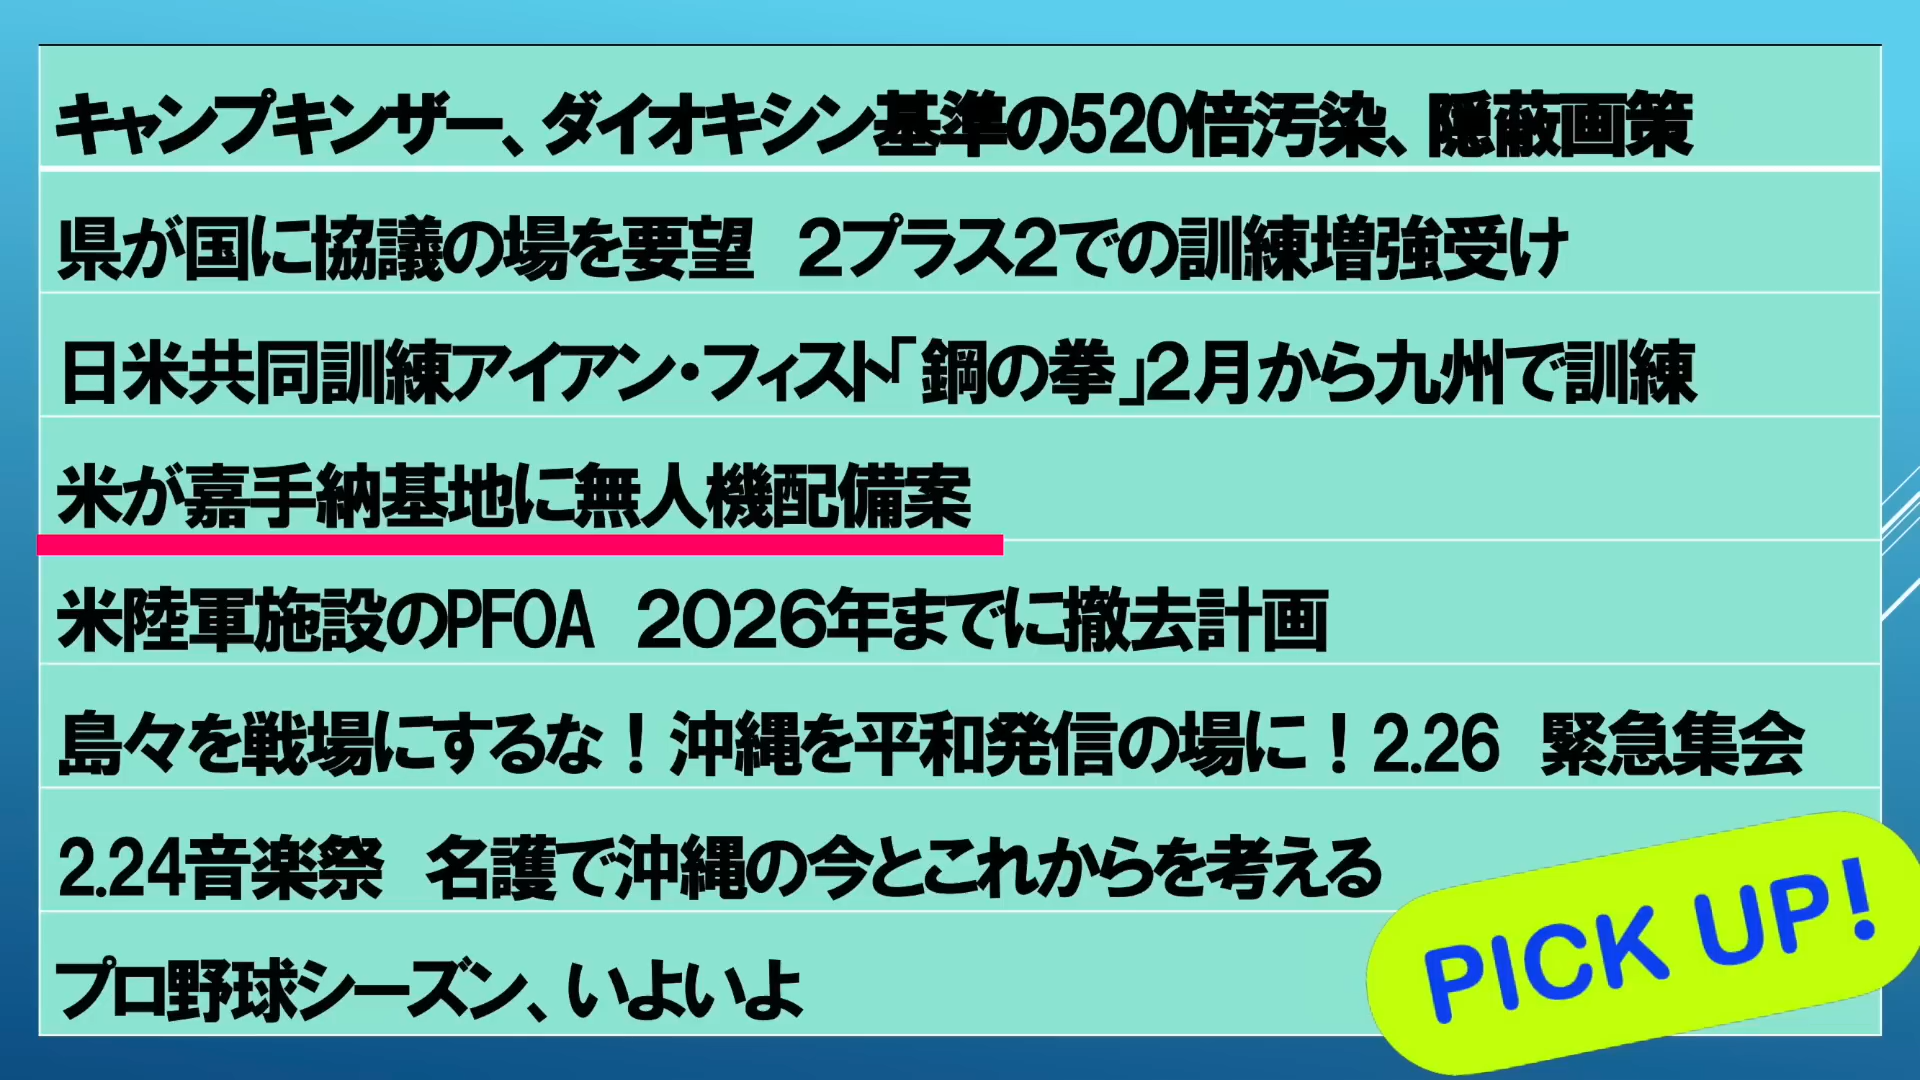 キャンプキンザー、ダイオキシン基準の520倍汚染、隠蔽画策
県が国に協議の場を要望　２プラス２での訓練増強受け
日米共同訓練アイアン・フィスト「鋼の拳」２月から九州で訓練
米が嘉手納基地に無人機配備案
米陸軍施設のPFOA　２０２６年までに撤去計画
島々を戦場にするな！沖縄を平和発信の場に！2.26　緊急集会
2.24音楽祭　名護で沖縄の今とこれからを考える
プロ野球シーズン、いよいよ
PICK UP!